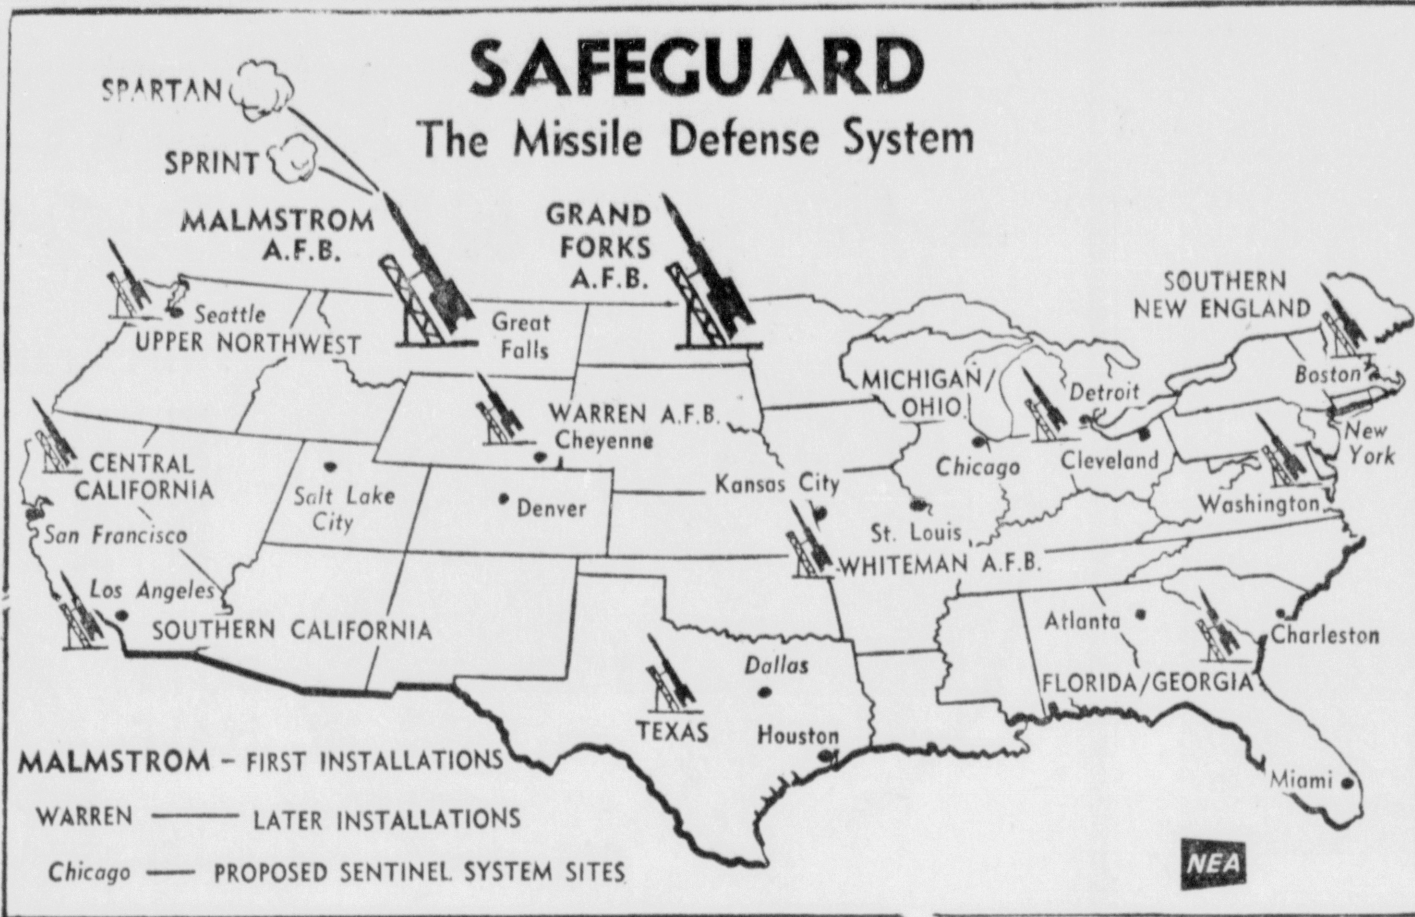 SAFEGUARD
The Missile Defense System
SPARTAN
SPRINT
MALMSTROM
A.F.B.
GRAND
FORKS
A.F.B.
SOUTHERN
NEW ENGLAND
Seattle
UPPER NORTHWEST
Great
Falls
MICHIGAN/
OHIO
Detroit
Boston
WARREN A.F.B.
Cheyenne
New
York
CENTRAL
CALIFORNIA
Salt Lake
City
Denver
Kansas City
Chicago
Cleveland
Washington
San Francisco
St. Louis
WHITEMAN A.F.B.
Los Angeles
SOUTHERN CALIFORNIA
Atlanta
Charleston
Dallas
FLORIDA/GEORGIA
TEXAS
Houston
Miami
MALMSTROM – FIRST INSTALLATIONS
WARREN — LATER INSTALLATIONS
Chicago — PROPOSED SENTINEL SYSTEM SITES
NEA